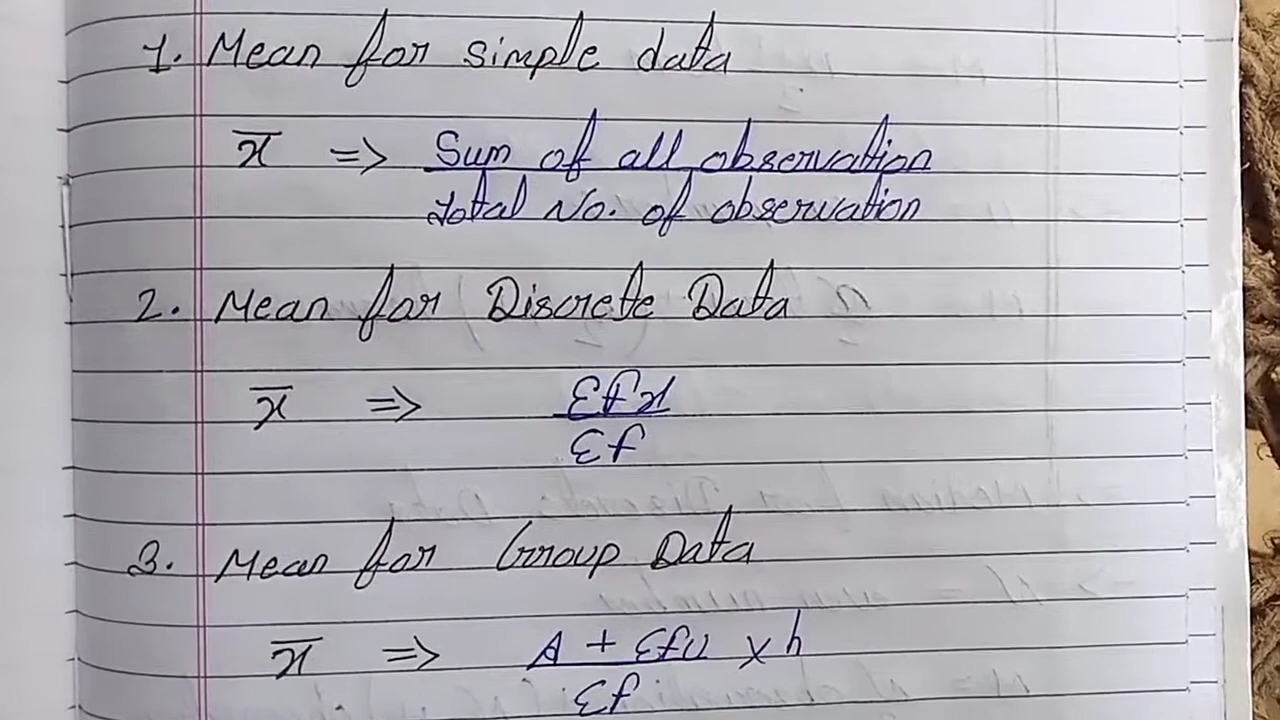 1. Mean for simple data
x̅ => Sum of all observation
total No. of observation
2. Mean for Discrete Data
x̅ => Σfx
Σf
3. Mean for Group Data
x̅ => A + Σfu x h
Σf